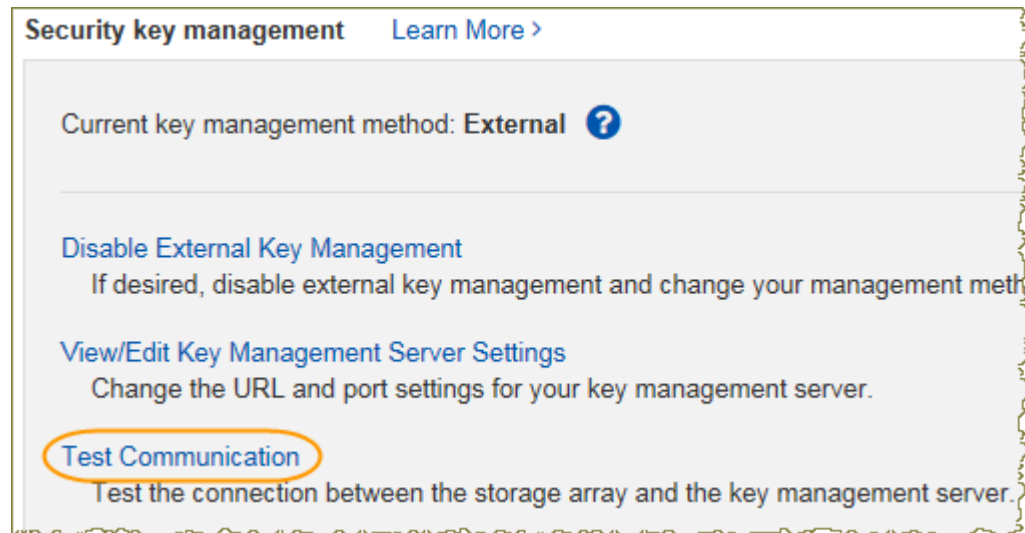 Security key management Learn More >
Current key management method: External ?
Disable External Key Management
If desired, disable external key management and change your management meth
View/Edit Key Management Server Settings
Change the URL and port settings for your key management server.
Test Communication
Test the connection between the storage array and the key management server.